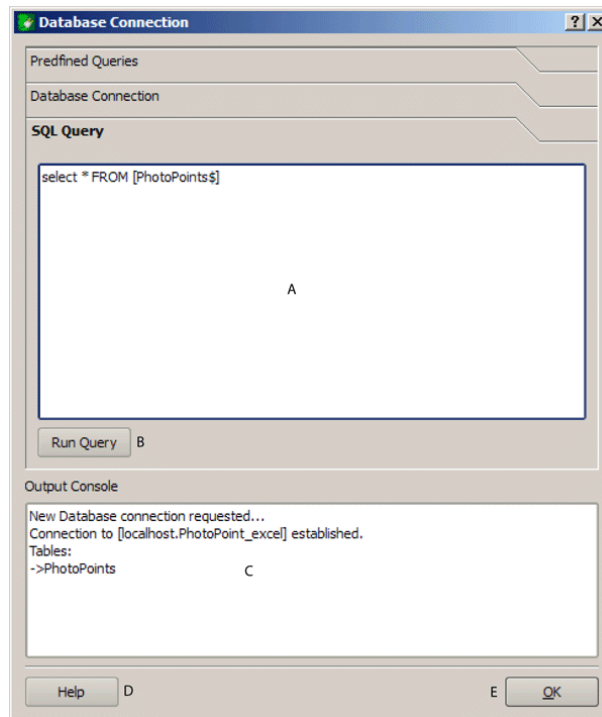 Database Connection
Predfined Queries
Database Connection
SQL Query
select * FROM [PhotoPoints$]
A
Run Query B
Output Console
New Database connection requested...
Connection to [localhost.PhotoPoint_excel] established.
Tables:
->PhotoPoints
C
Help D E OK